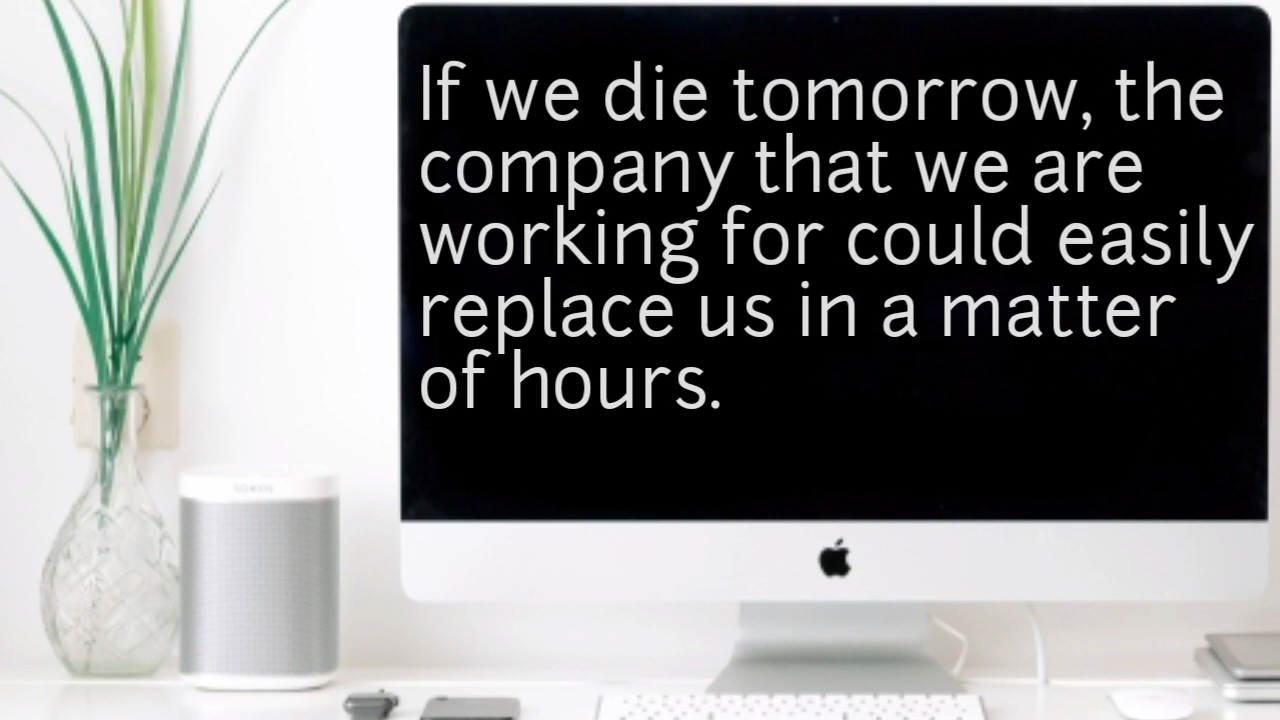 If we die tomorrow, the
company that we are
working for could easily
replace us in a matter
of hours.
SONOS